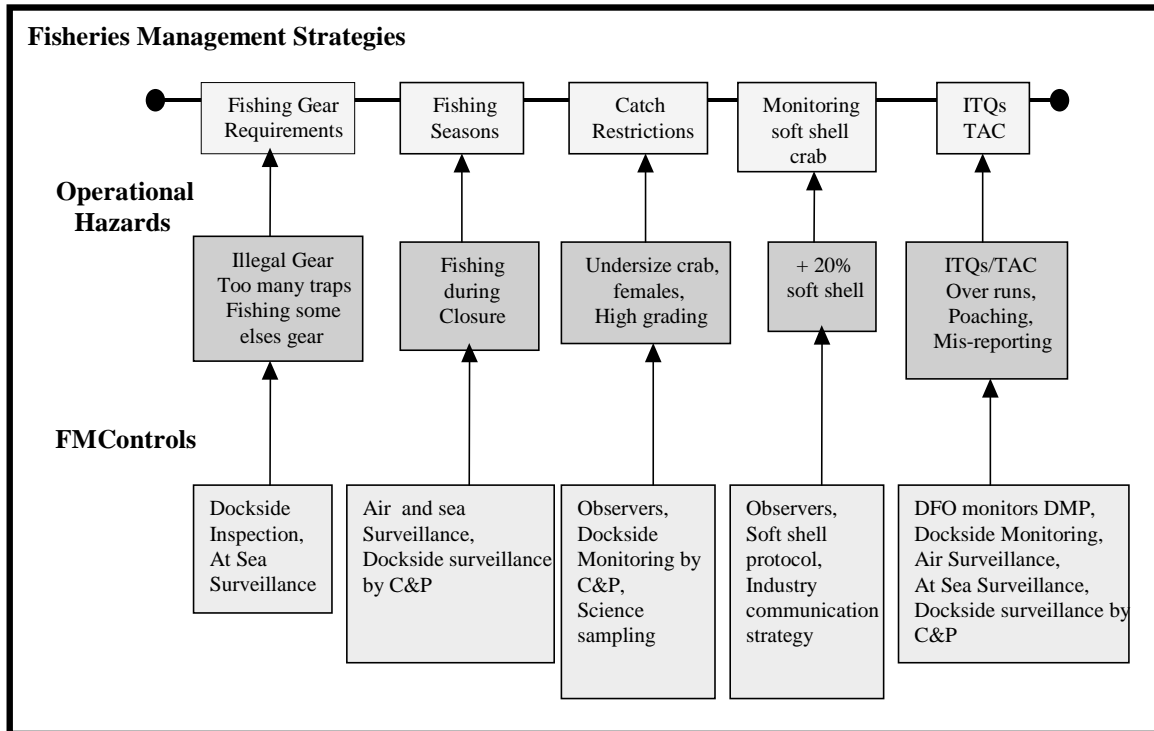 Fisheries Management Strategies
Fishing Gear
Requirements
Fishing
Seasons
Catch
Restrictions
Monitoring
soft shell
crab
ITQs
TAC
Operational
Hazards
Illegal Gear
Too many traps
Fishing some
elses gear
Fishing
during
Closure
Undersize crab,
females,
High grading
+ 20%
soft shell
ITQs/TAC
Over runs,
Poaching,
Mis-reporting
FMControls
Dockside
Inspection,
At Sea
Surveillance
Air and sea
Surveillance,
Dockside surveillance
by C&P
Observers,
Dockside
Monitoring by
C&P,
Science
sampling
Observers,
Soft shell
protocol,
Industry
communication
strategy
DFO monitors DMP,
Dockside Monitoring,
Air Surveillance,
At Sea Surveillance,
Dockside surveillance by
C&P